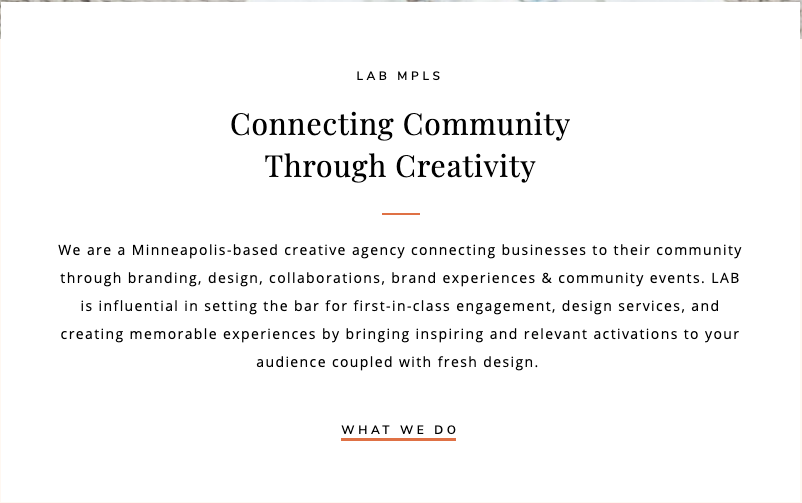 LAB MPLS
Connecting Community
Through Creativity
We are a Minneapolis-based creative agency connecting businesses to their community
through branding, design, collaborations, brand experiences & community events. LAB
is influential in setting the bar for first-in-class engagement, design services, and
creating memorable experiences by bringing inspiring and relevant activations to your
audience coupled with fresh design.
WHAT WE DO